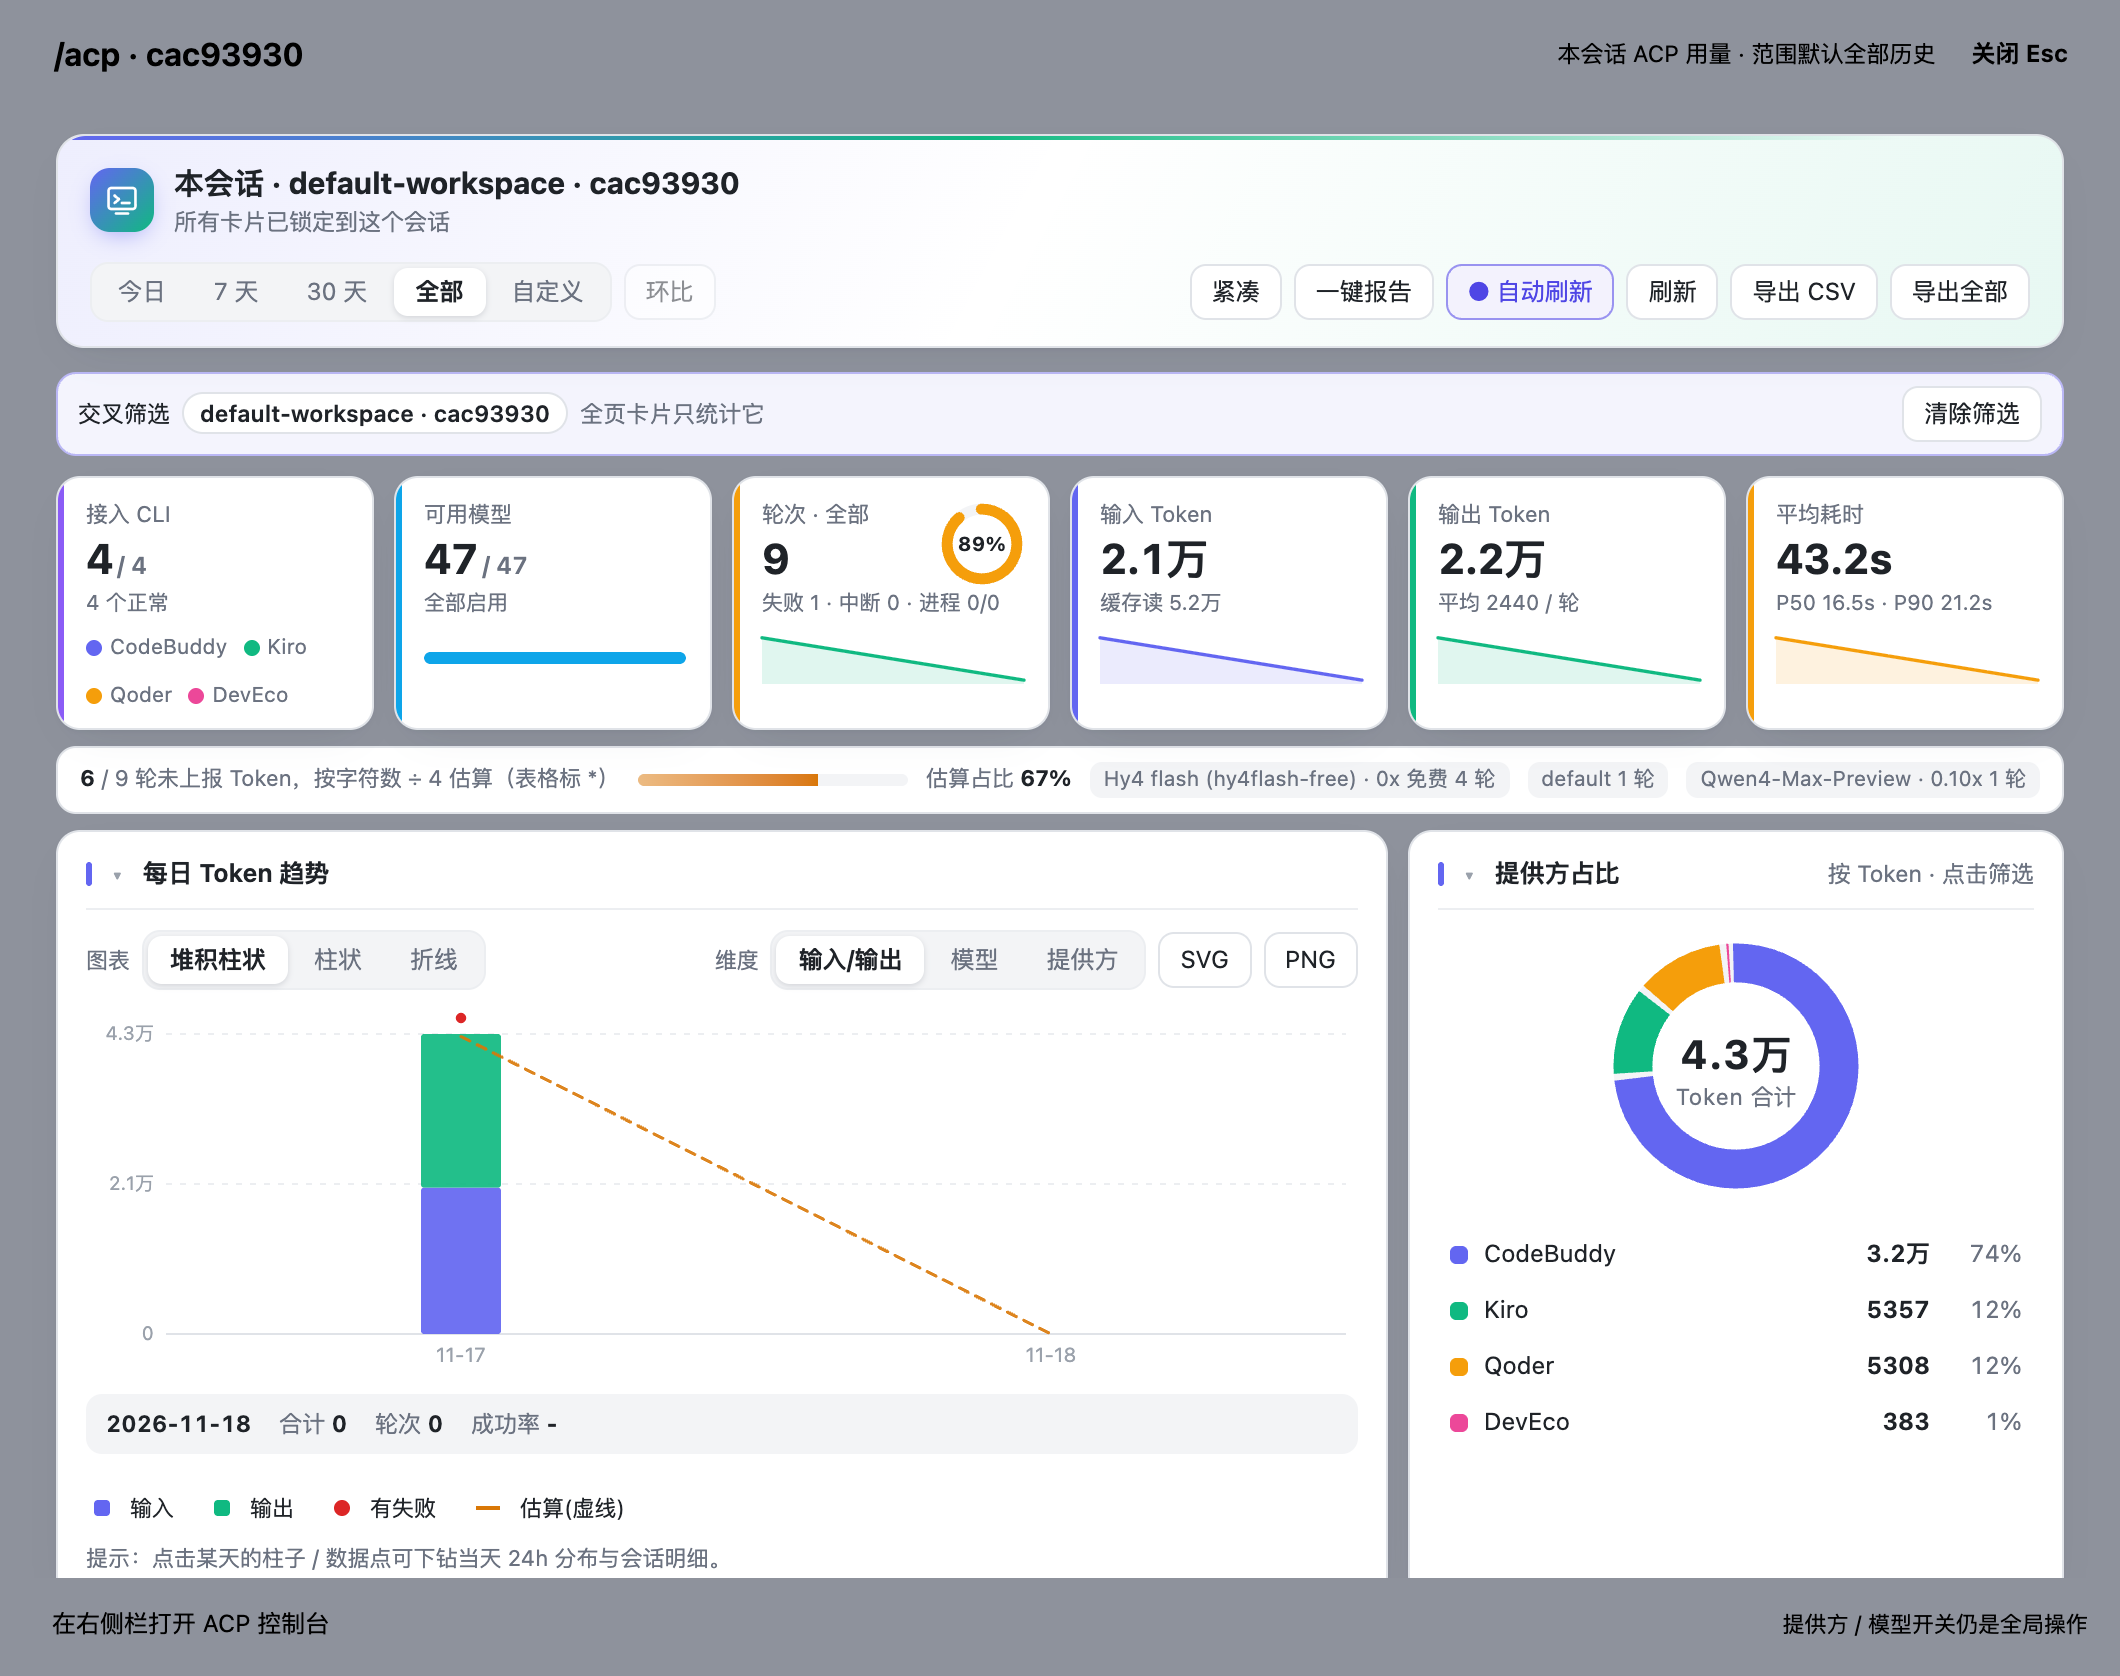 /acp · cac93930
本会话 ACP 用量 · 范围默认全部历史 关闭 Esc
本会话 · default-workspace · cac93930
所有卡片已锁定到这个会话
今日 7 天 30 天 全部 自定义 环比 紧凑 一键报告 自动刷新 刷新 导出 CSV 导出全部
交叉筛选 default-workspace · cac93930 全页卡片只统计它 清除筛选
接入 CLI
4 / 4
4 个正常
CodeBuddy Kiro
Qoder DevEco
可用模型
47 / 47
全部启用
轮次 · 全部
9
89%
失败 1 · 中断 0 · 进程 0/0
输入 Token
2.1万
缓存读 5.2万
输出 Token
2.2万
平均 2440 / 轮
平均耗时
43.2s
P50 16.5s · P90 21.2s
6 / 9 轮未上报 Token，按字符数 ÷ 4 估算（表格标 *） 估算占比 67% Hy4 flash (hy4flash-free) · 0x 免费 4 轮 default 1 轮 Qwen4-Max-Preview · 0.10x 1 轮
每日 Token 趋势
图表 堆积柱状 柱状 折线 维度 输入/输出 模型 提供方 SVG PNG
4.3万
2.1万
0
11-17 11-18
2026-11-18 合计 0 轮次 0 成功率 -
输入 输出 有失败 估算(虚线)
提示：点击某天的柱子 / 数据点可下钻当天 24h 分布与会话明细。
提供方占比 按 Token · 点击筛选
4.3万
Token 合计
CodeBuddy 3.2万 74%
Kiro 5357 12%
Qoder 5308 12%
DevEco 383 1%
在右侧栏打开 ACP 控制台
提供方 / 模型开关仍是全局操作